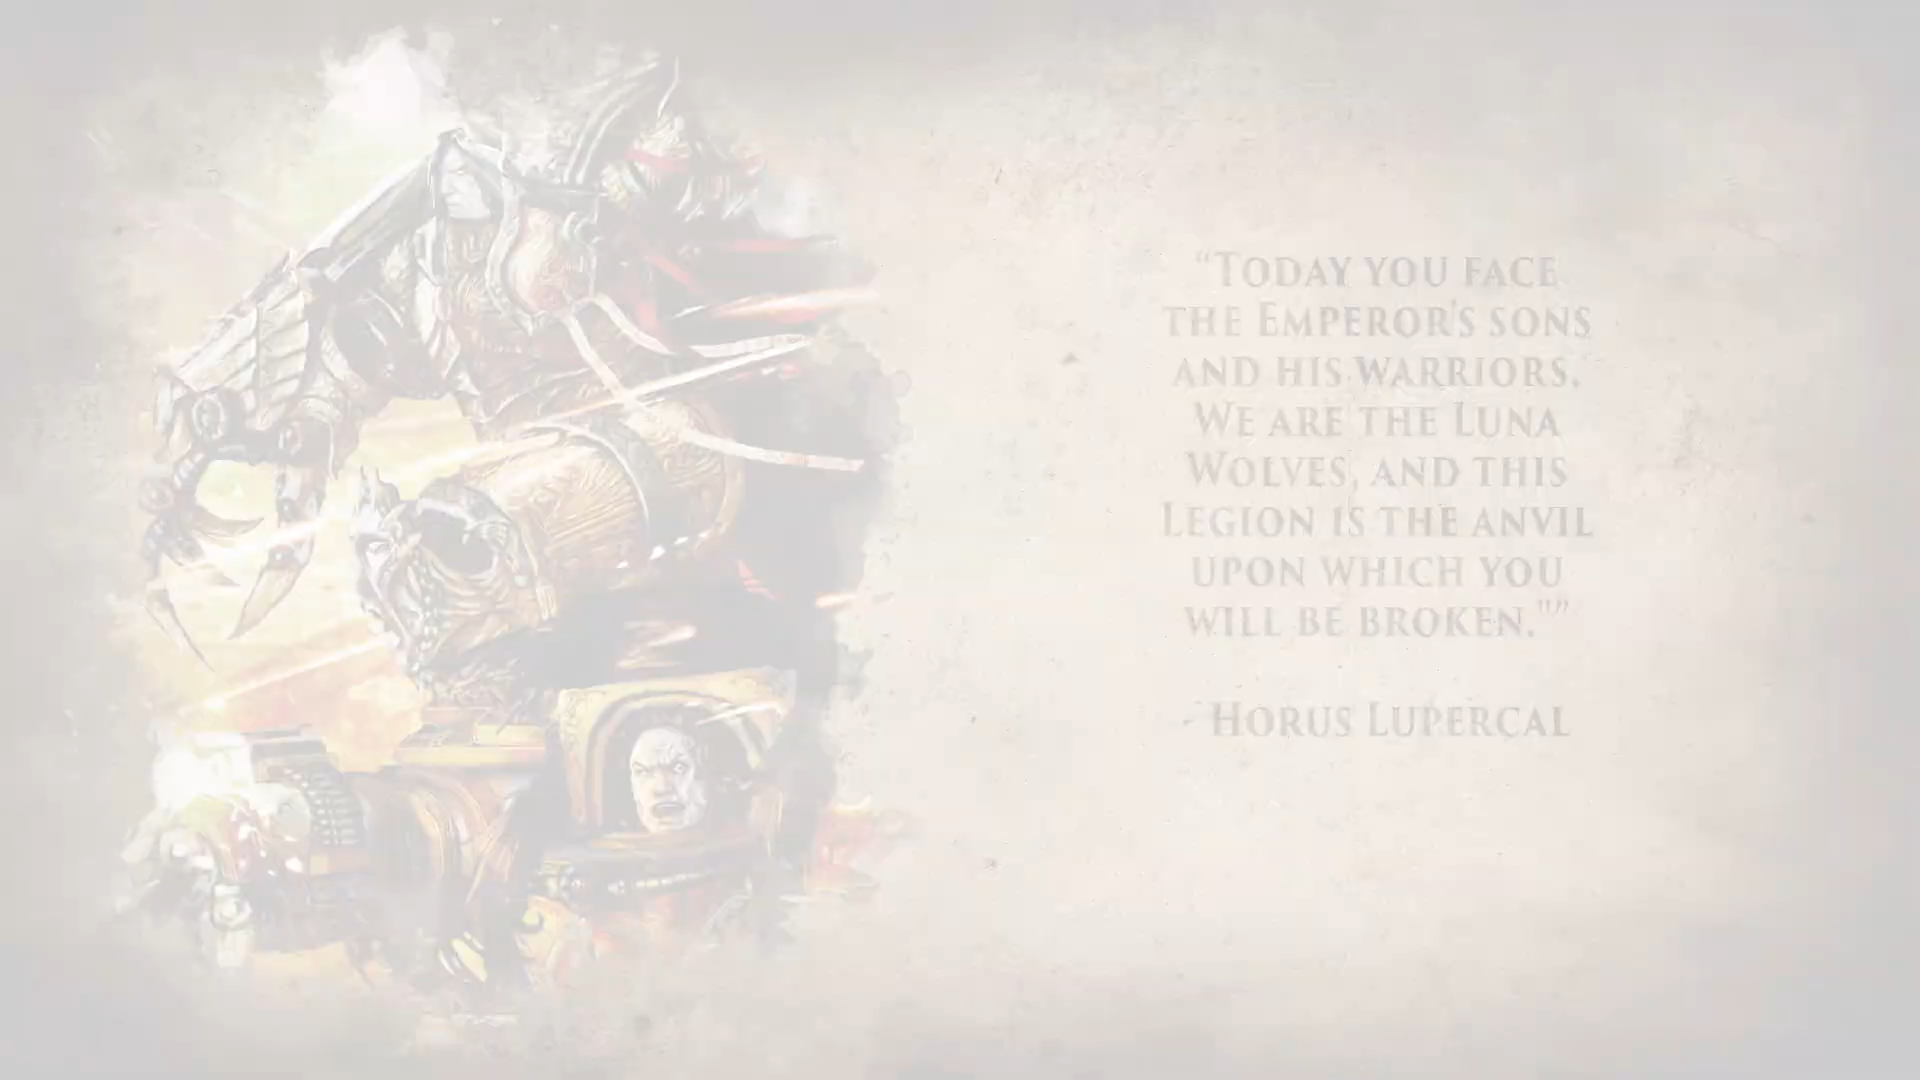 “Today you face
the Emperor's sons
and his warriors.
We are the Luna
Wolves, and this
Legion is the anvil
upon which you
will be broken."”
- Horus Lupercal